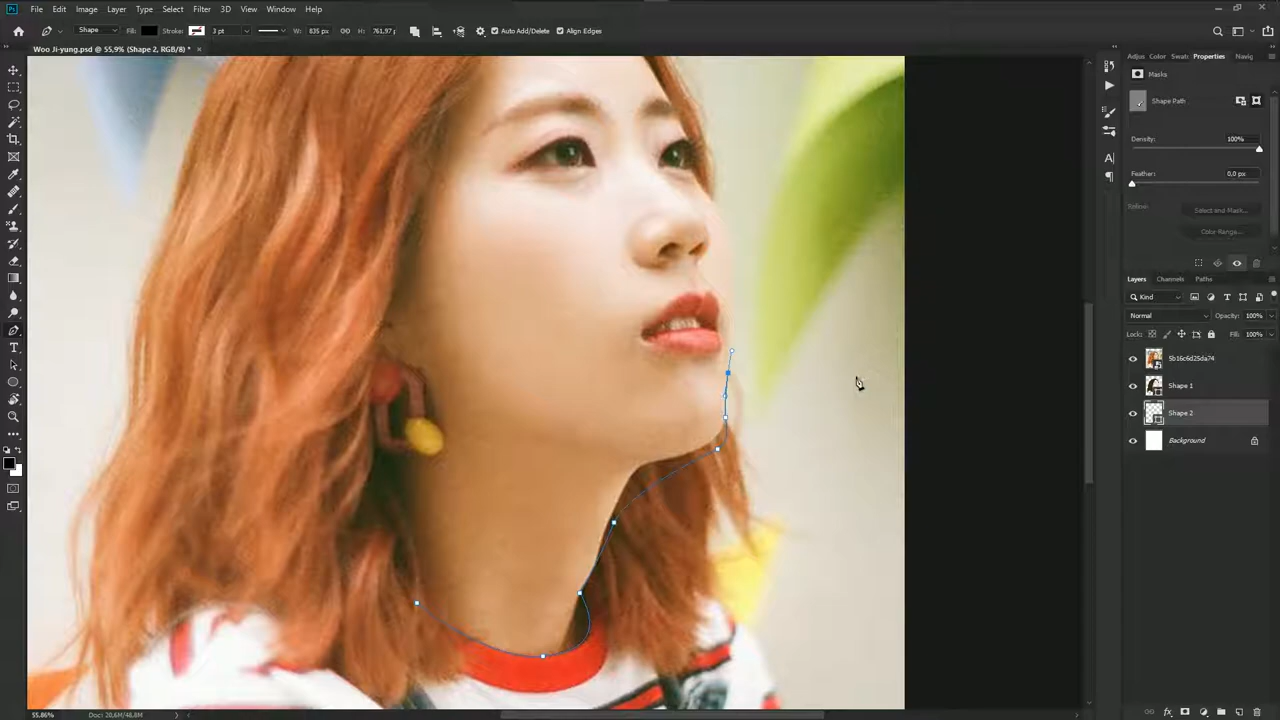 Ps File Edit Image Layer Type Select Filter 3D View Window Help
Shape Fill: Stroke: 3 pt W: 835 px H: 761,97 p Auto Add/Delete Align Edges
Woo Ji-yung.psd @ 55,9% (Shape 2, RGB/8) * ×
Adjus Color Swatc Properties Navig
Masks
Shape Path
Density: 100%
Feather: 0,0 px
Refine:
Select and Mask...
Color Range...
Layers Channels Paths
Kind
Normal Opacity: 100%
Lock: Fill: 100%
5b16c6d25da74
Shape 1
Shape 2
Background
55.86% Doc: 20,6M/48,8M